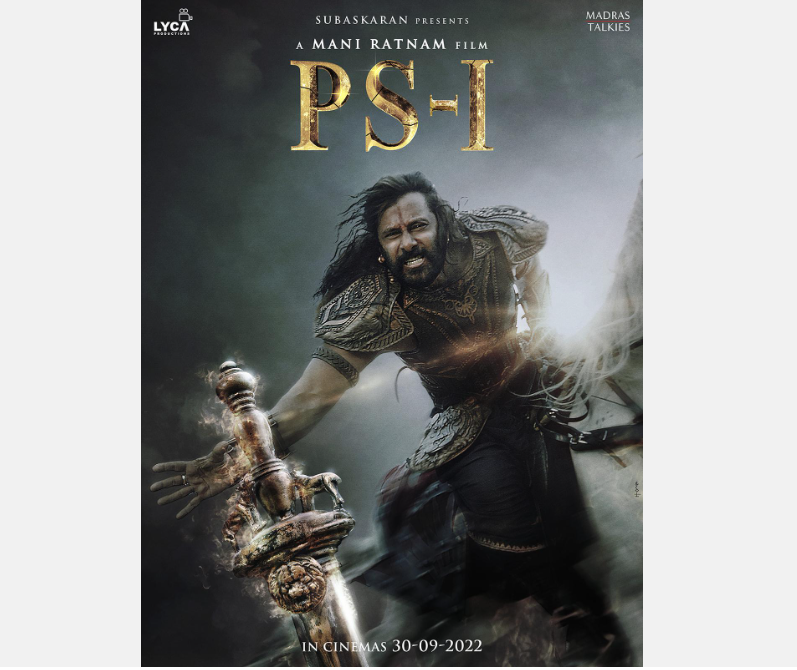 LYCA
PRODUCTIONS
SUBASKARAN PRESENTS
MADRAS
TALKIES
A MANI RATNAM FILM
PS-I
IN CINEMAS 30-09-2022